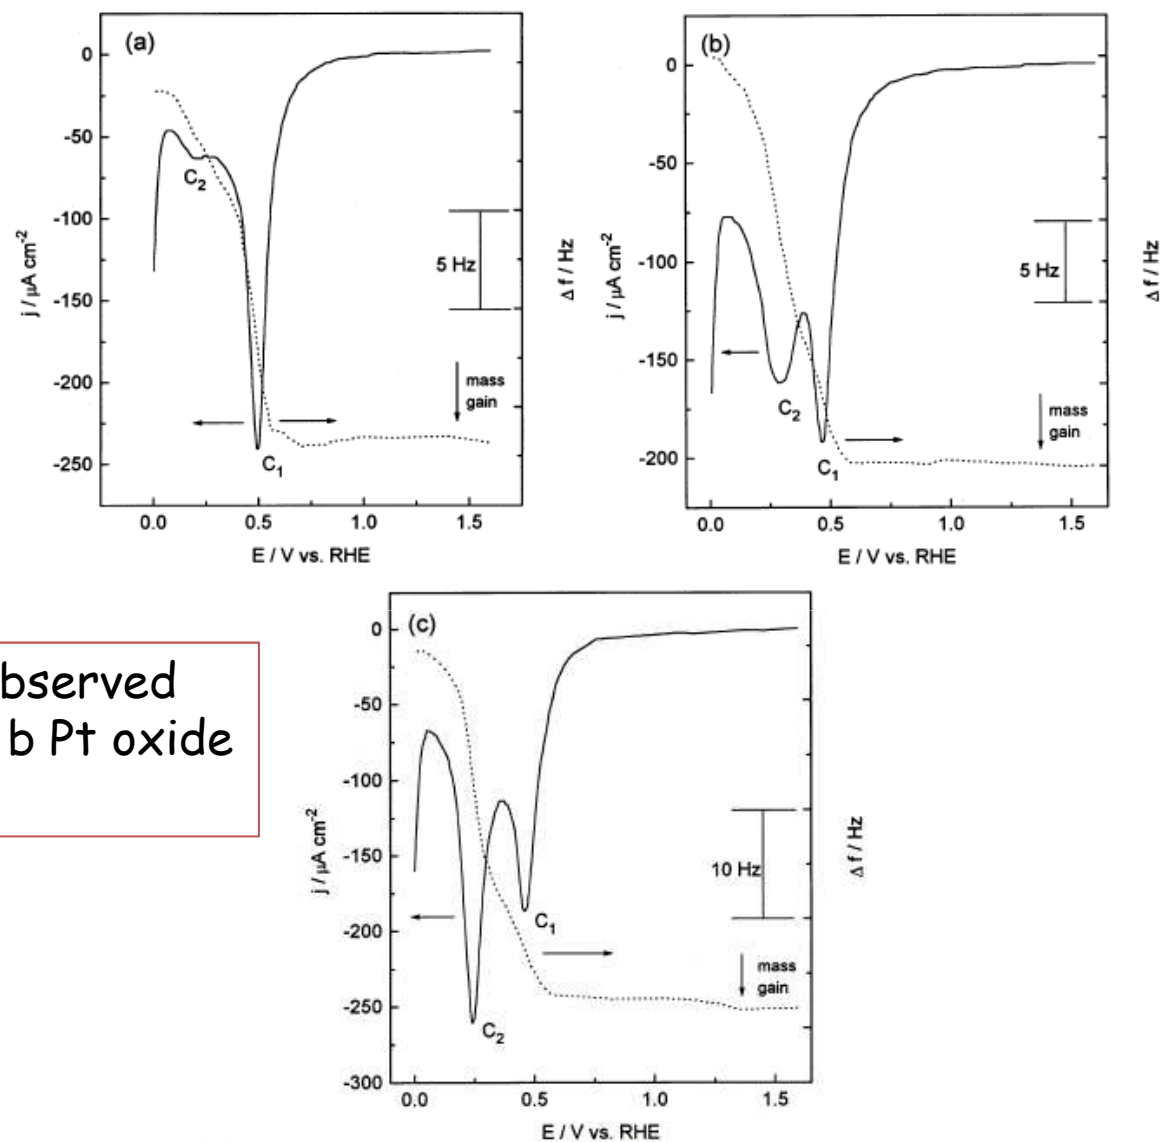 (a)
0
-50
-100
-150
-200
-250
j / μA cm-2
C2
C1
5 Hz
mass
gain
Δ f / Hz
0.0 0.5 1.0 1.5
E / V vs. RHE
(b)
0
-50
-100
-150
-200
j / μA cm-2
C2
C1
5 Hz
mass
gain
Δ f / Hz
0.0 0.5 1.0 1.5
E / V vs. RHE
bserved
b Pt oxide
(c)
0
-50
-100
-150
-200
-250
-300
j / μA cm-2
C1
C2
10 Hz
mass
gain
Δ f / Hz
0.0 0.5 1.0 1.5
E / V vs. RHE